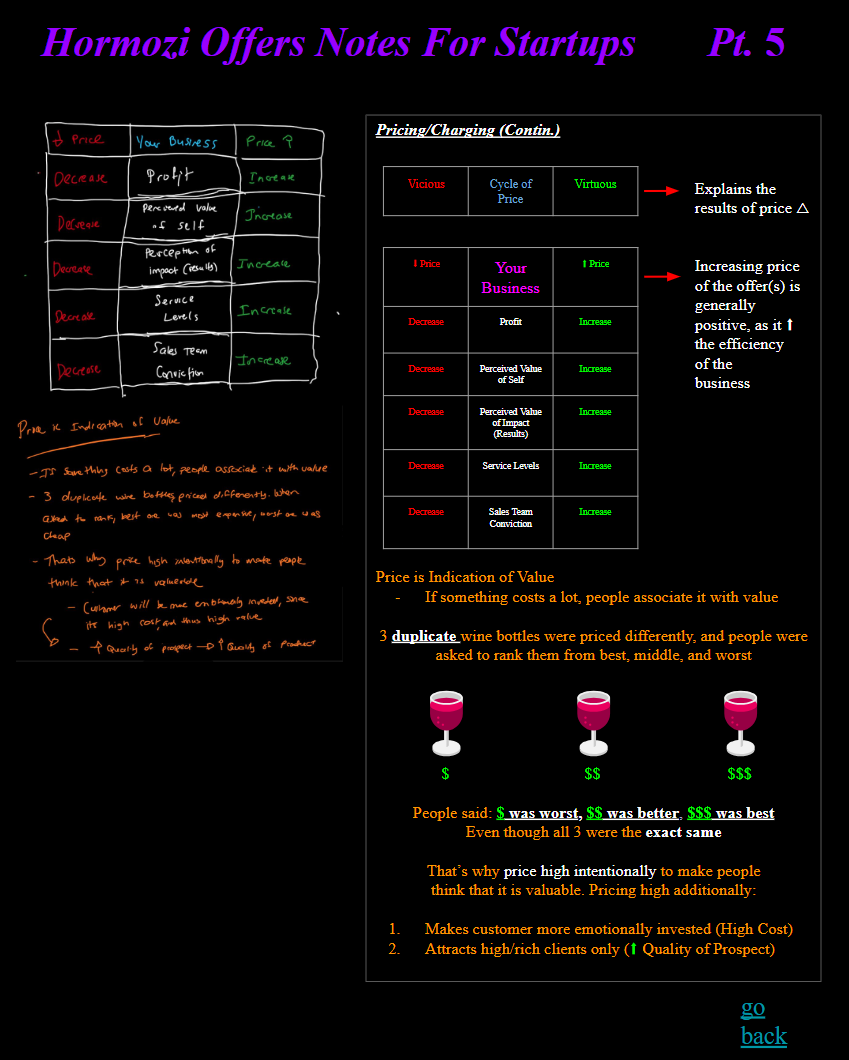 Hormozi Offers Notes For Startups Pt. 5
↓ Price Your Business Price ↑
Decrease Profit Increase
Decrease Perceived value of self Increase
Decrease Perception of impact (results) Increase
Decrease Service Levels Increase
Decrease Sales Team Conviction Increase
Price is Indication of Value
- If something costs a lot, people associate it with value
- 3 duplicate wine bottles priced differently. When
asked to rank, best one was most expensive, worst one was
cheap
- Thats why price high intentionally to make people
think that it is valuable
- Customer will be more emotionally invested, since
its high cost, and thus high value
- ↑ Quality of prospect → ↑ Quality of Product
Pricing/Charging (Contin.)
Vicious Cycle of Price Virtuous
Explains the
results of price △
⬇ Price Your Business ⬆ Price
Decrease Profit Increase
Decrease Perceived Value of Self Increase
Decrease Perceived Value of Impact (Results) Increase
Decrease Service Levels Increase
Decrease Sales Team Conviction Increase
Increasing price
of the offer(s) is
generally
positive, as it ⬆
the efficiency
of the
business
Price is Indication of Value
- If something costs a lot, people associate it with value
3 duplicate wine bottles were priced differently, and people were
asked to rank them from best, middle, and worst
$ $$ $$$
People said: $ was worst, $$ was better, $$$ was best
Even though all 3 were the exact same
That's why price high intentionally to make people
think that it is valuable. Pricing high additionally:
1. Makes customer more emotionally invested (High Cost)
2. Attracts high/rich clients only (⬆ Quality of Prospect)
go
back